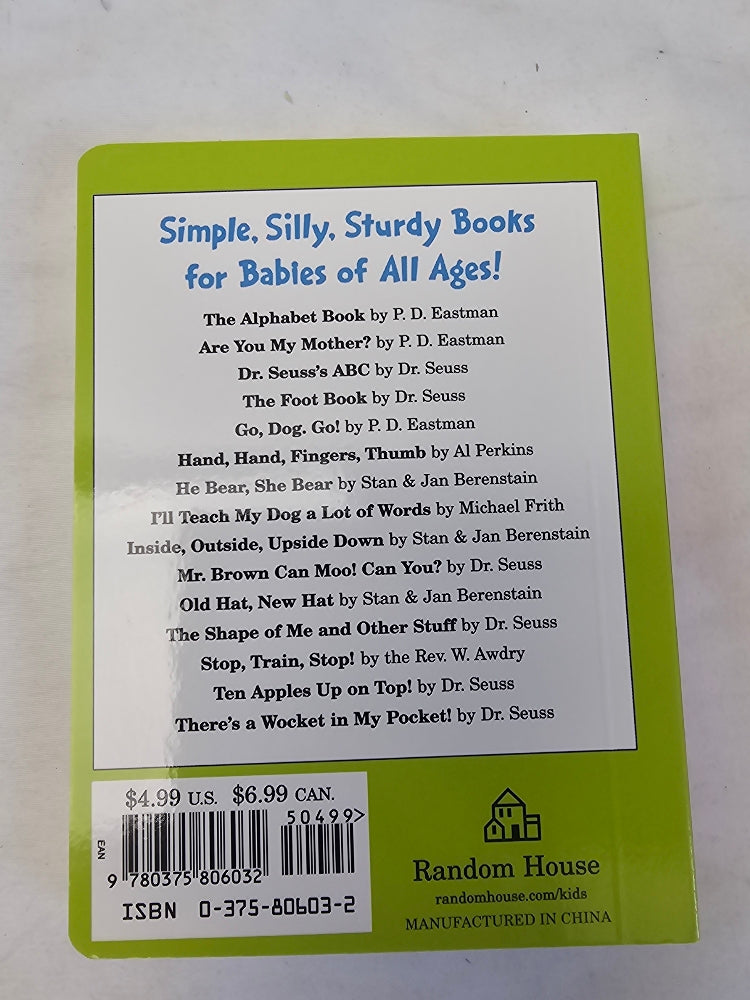 Simple, Silly, Sturdy Books
for Babies of All Ages!
The Alphabet Book by P. D. Eastman
Are You My Mother? by P. D. Eastman
Dr. Seuss's ABC by Dr. Seuss
The Foot Book by Dr. Seuss
Go, Dog. Go! by P. D. Eastman
Hand, Hand, Fingers, Thumb by Al Perkins
He Bear, She Bear by Stan & Jan Berenstain
I'll Teach My Dog a Lot of Words by Michael Frith
Inside, Outside, Upside Down by Stan & Jan Berenstain
Mr. Brown Can Moo! Can You? by Dr. Seuss
Old Hat, New Hat by Stan & Jan Berenstain
The Shape of Me and Other Stuff by Dr. Seuss
Stop, Train, Stop! by the Rev. W. Awdry
Ten Apples Up on Top! by Dr. Seuss
There's a Wocket in My Pocket! by Dr. Seuss
$4.99 U.S. $6.99 CAN.
50499>
EAN
9 780375 806032
ISBN 0-375-80603-2
Random House
randomhouse.com/kids
MANUFACTURED IN CHINA